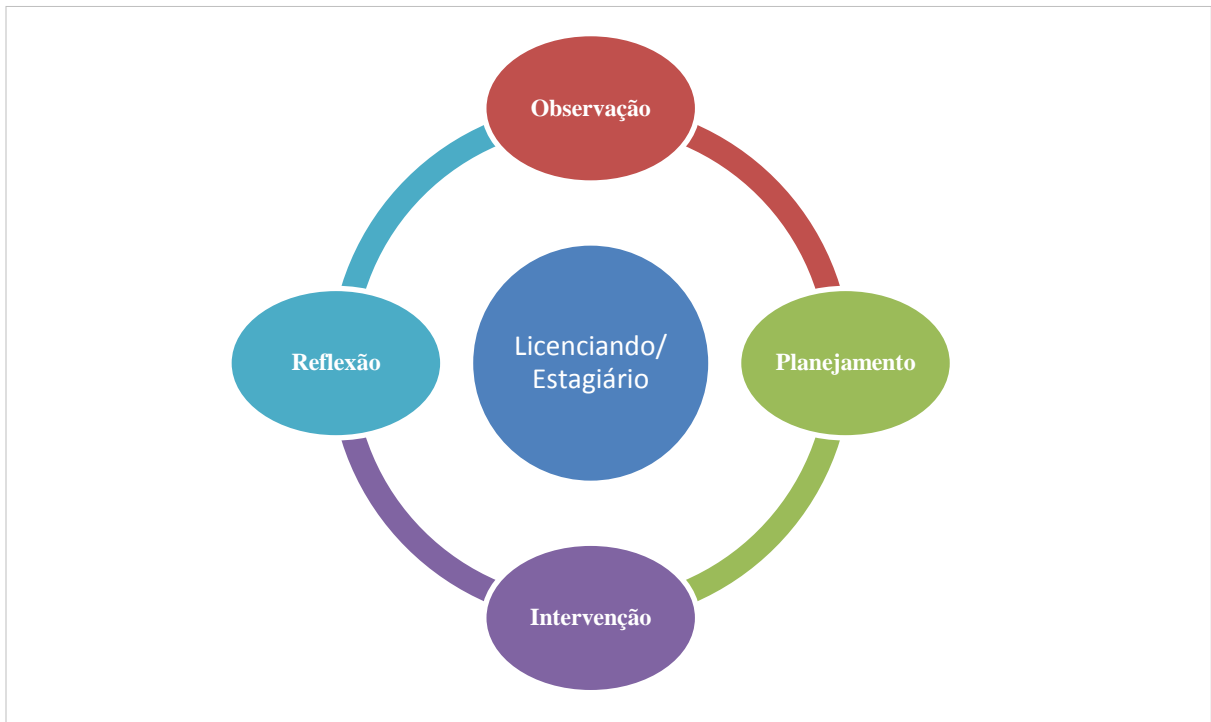 Observação
Reflexão
Licenciando/
Estagiário
Planejamento
Intervenção